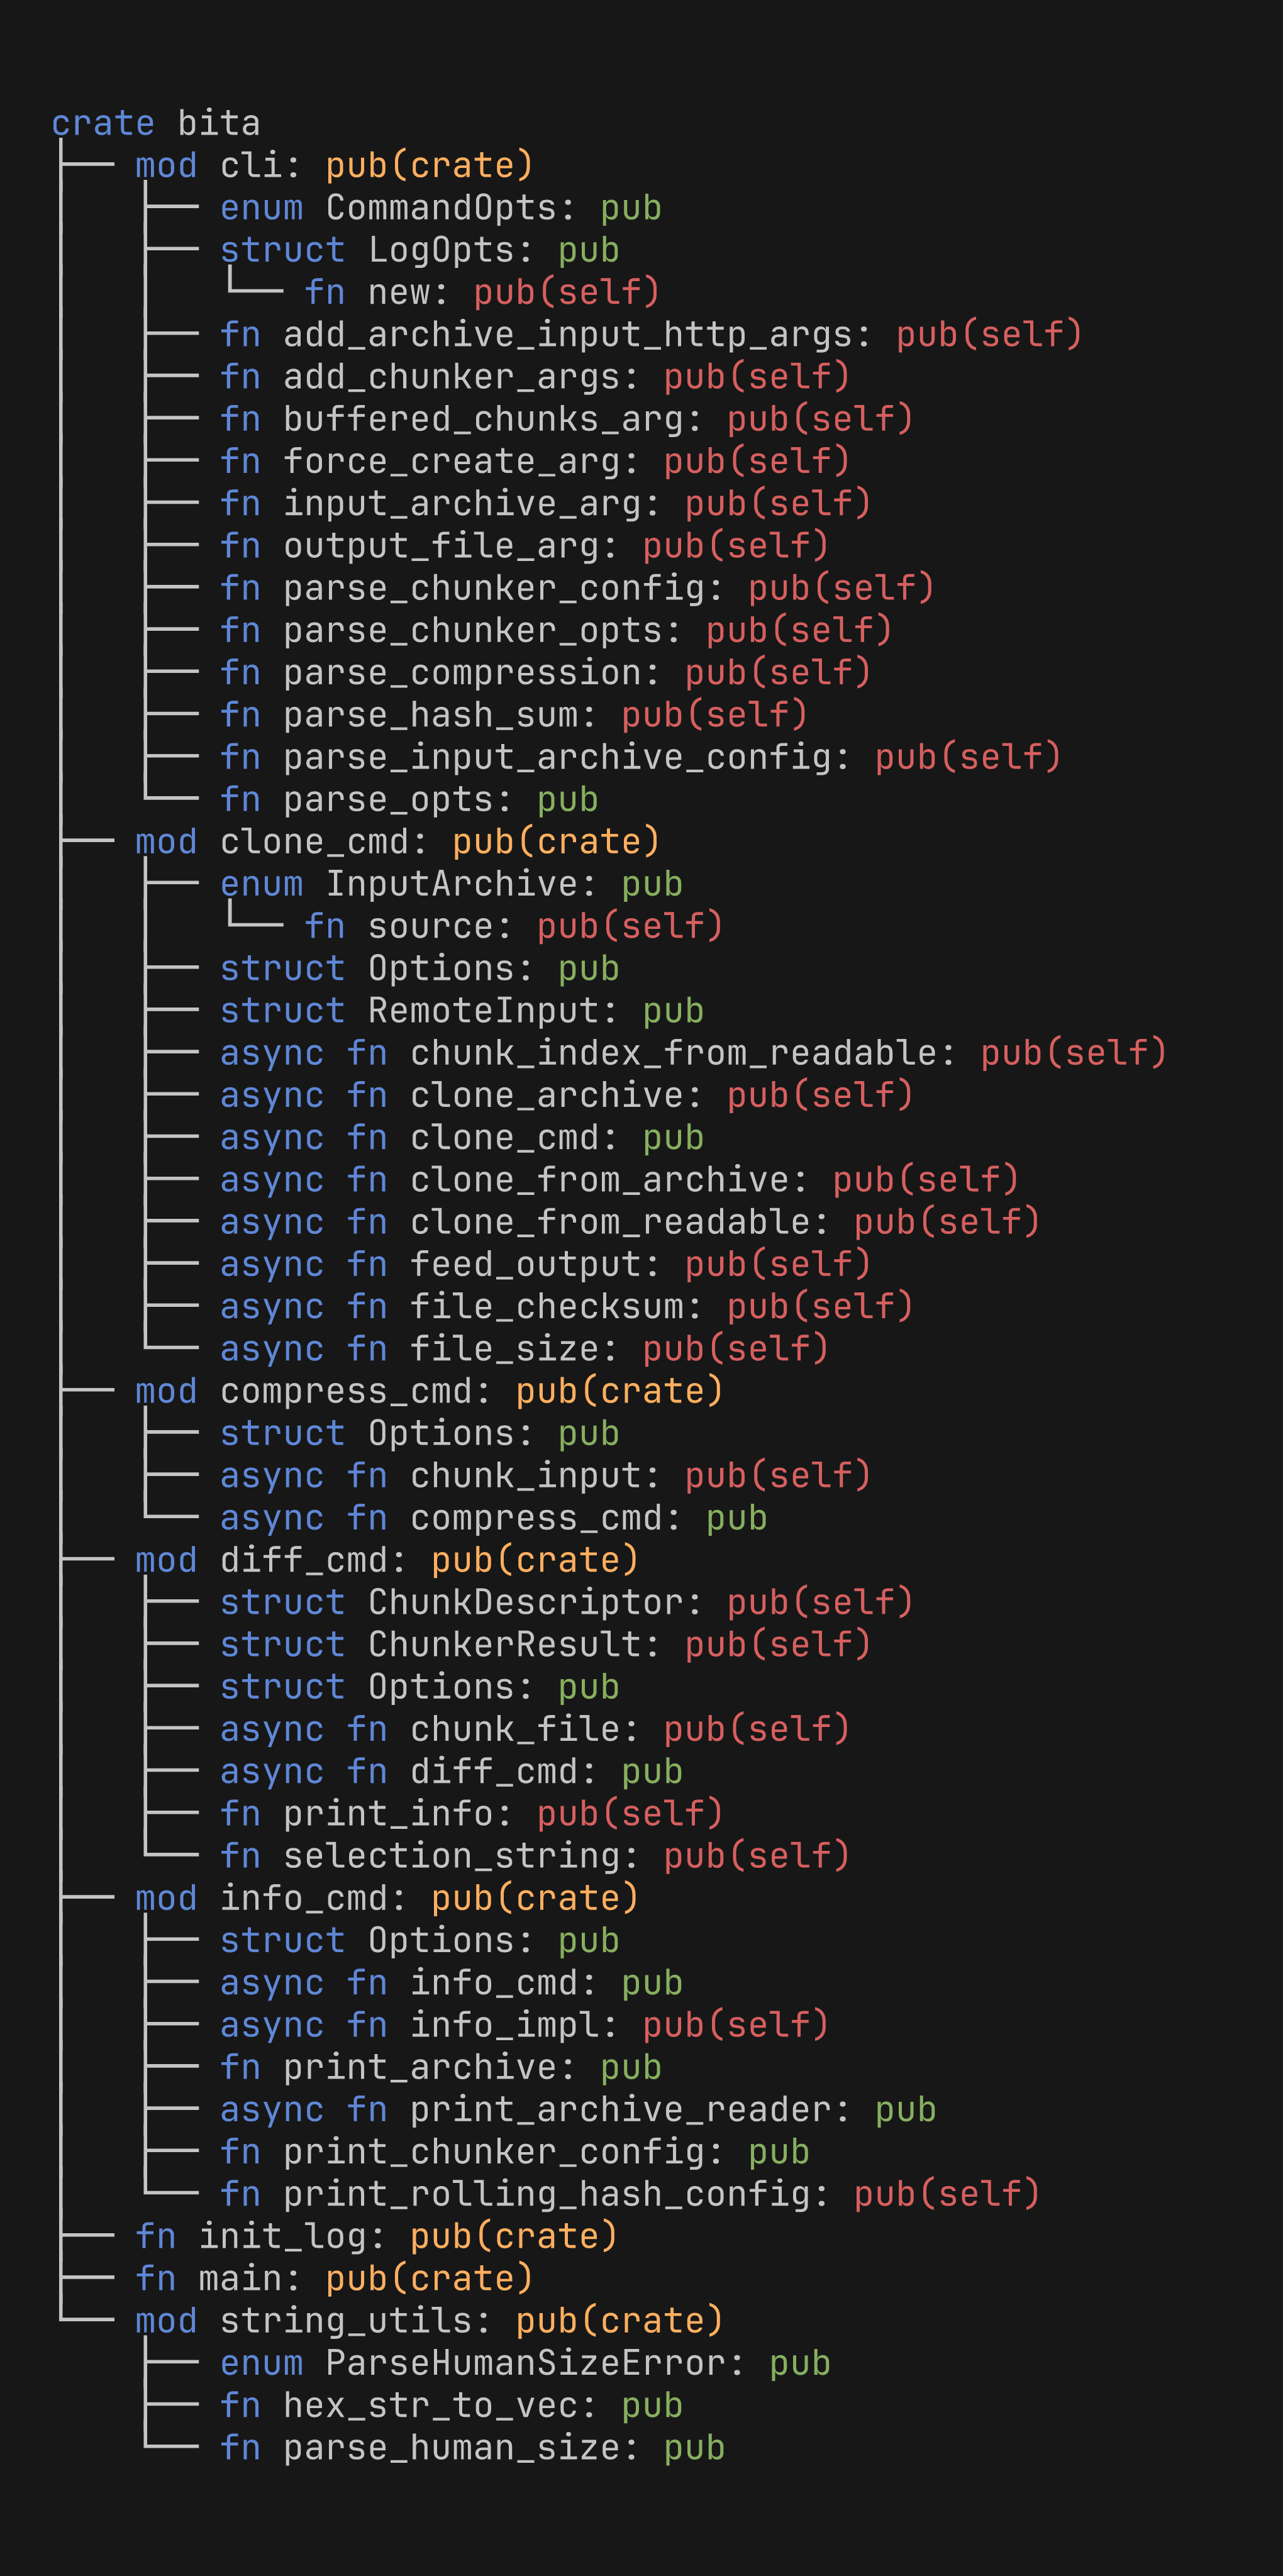 crate bita
├── mod cli: pub(crate)
│   ├── enum CommandOpts: pub
│   ├── struct LogOpts: pub
│   │   └── fn new: pub(self)
│   ├── fn add_archive_input_http_args: pub(self)
│   ├── fn add_chunker_args: pub(self)
│   ├── fn buffered_chunks_arg: pub(self)
│   ├── fn force_create_arg: pub(self)
│   ├── fn input_archive_arg: pub(self)
│   ├── fn output_file_arg: pub(self)
│   ├── fn parse_chunker_config: pub(self)
│   ├── fn parse_chunker_opts: pub(self)
│   ├── fn parse_compression: pub(self)
│   ├── fn parse_hash_sum: pub(self)
│   ├── fn parse_input_archive_config: pub(self)
│   └── fn parse_opts: pub
├── mod clone_cmd: pub(crate)
│   ├── enum InputArchive: pub
│   │   └── fn source: pub(self)
│   ├── struct Options: pub
│   ├── struct RemoteInput: pub
│   ├── async fn chunk_index_from_readable: pub(self)
│   ├── async fn clone_archive: pub(self)
│   ├── async fn clone_cmd: pub
│   ├── async fn clone_from_archive: pub(self)
│   ├── async fn clone_from_readable: pub(self)
│   ├── async fn feed_output: pub(self)
│   ├── async fn file_checksum: pub(self)
│   └── async fn file_size: pub(self)
├── mod compress_cmd: pub(crate)
│   ├── struct Options: pub
│   ├── async fn chunk_input: pub(self)
│   └── async fn compress_cmd: pub
├── mod diff_cmd: pub(crate)
│   ├── struct ChunkDescriptor: pub(self)
│   ├── struct ChunkerResult: pub(self)
│   ├── struct Options: pub
│   ├── async fn chunk_file: pub(self)
│   ├── async fn diff_cmd: pub
│   ├── fn print_info: pub(self)
│   └── fn selection_string: pub(self)
├── mod info_cmd: pub(crate)
│   ├── struct Options: pub
│   ├── async fn info_cmd: pub
│   ├── async fn info_impl: pub(self)
│   ├── fn print_archive: pub
│   ├── async fn print_archive_reader: pub
│   ├── fn print_chunker_config: pub
│   └── fn print_rolling_hash_config: pub(self)
├── fn init_log: pub(crate)
├── fn main: pub(crate)
└── mod string_utils: pub(crate)
    ├── enum ParseHumanSizeError: pub
    ├── fn hex_str_to_vec: pub
    └── fn parse_human_size: pub